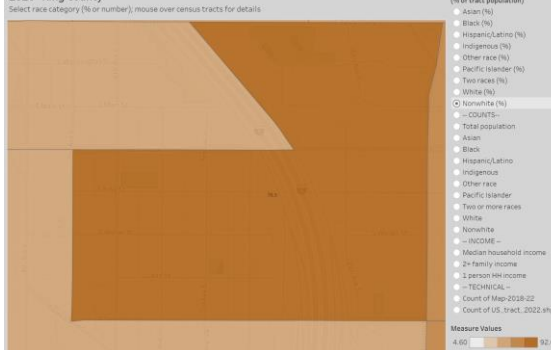 Select race category (% or number); mouse over census tracts for details
(% of tract population)
Asian (%)
Black (%)
Hispanic/Latino (%)
Indigenous (%)
Other race (%)
Pacific Islander (%)
Two races (%)
White (%)
Nonwhite (%)
-- COUNTS--
Total population
Asian
Black
Hispanic/Latino
Indigenous
Other race
Pacific Islander
Two or more races
White
Nonwhite
-- INCOME--
Median household income
2+ family income
1 person HH income
-- TECHNICAL --
Count of Map-2018-22
Count of US_tract_2022.sh
Measure Values
4.60